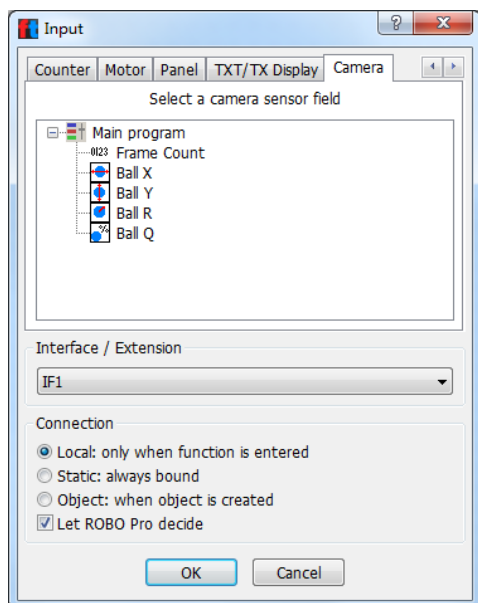 Input
Counter Motor Panel TXT/TX Display Camera
Select a camera sensor field
Main program
0123 Frame Count
Ball X
Ball Y
Ball R
% Ball Q
Interface / Extension
IF1
Connection
Local: only when function is entered
Static: always bound
Object: when object is created
Let ROBO Pro decide
OK Cancel